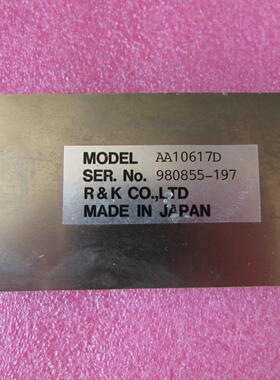 MODEL AA10617D
SER. No. 980855-197
R & K CO.,LTD
MADE IN JAPAN